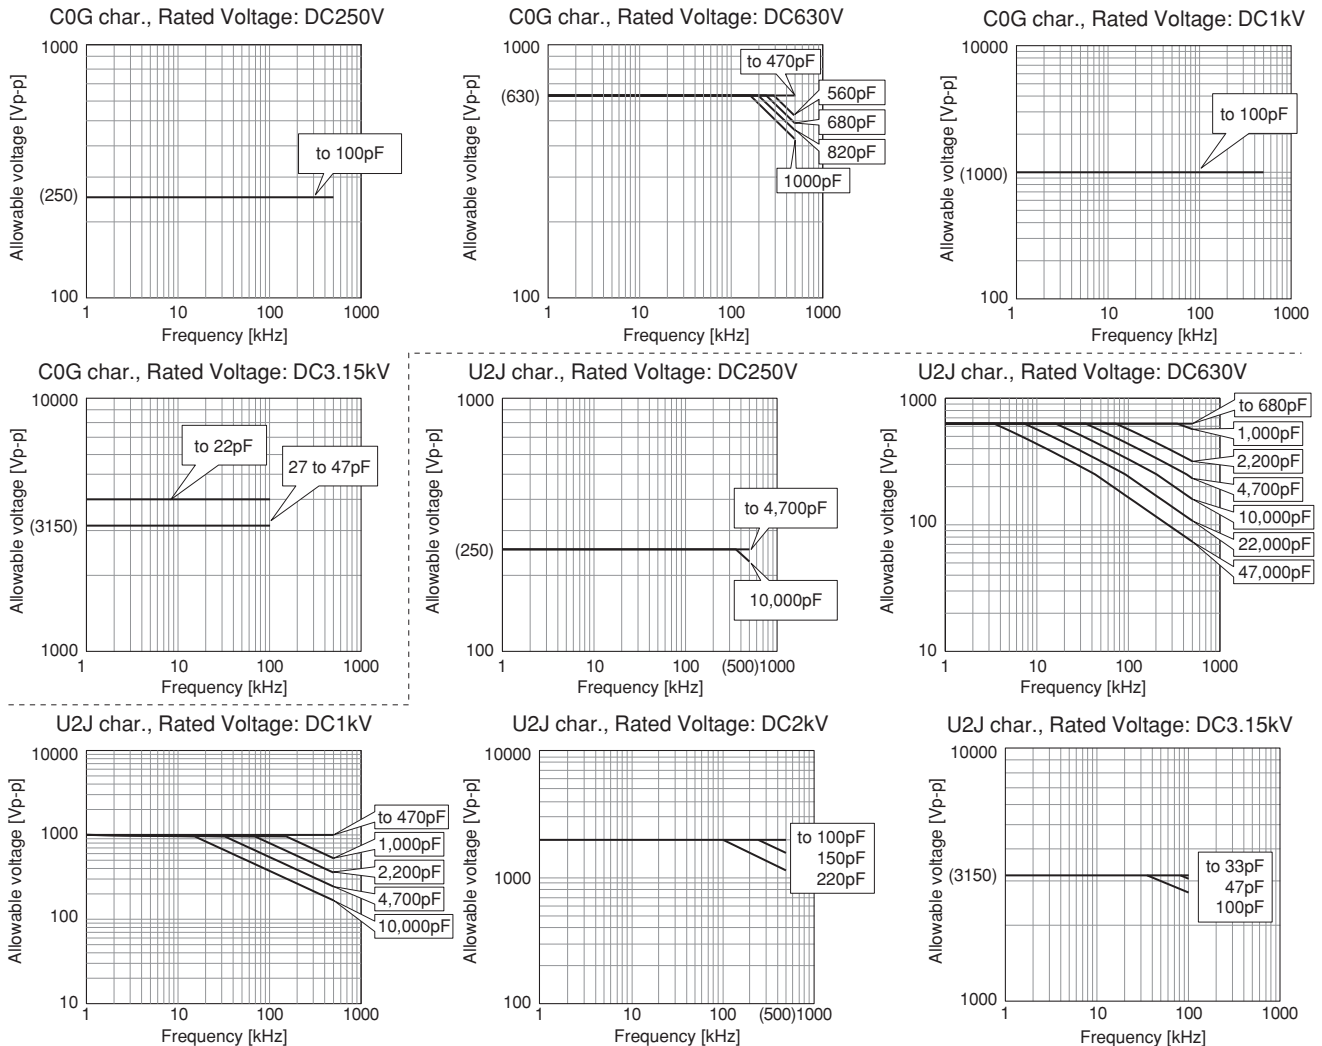 C0G char., Rated Voltage: DC250V
1000
Allowable voltage [Vp-p]
to 100pF
(250)
100
1 10 100 1000
Frequency [kHz]
C0G char., Rated Voltage: DC630V
1000
Allowable voltage [Vp-p]
to 470pF
(630)
560pF
680pF
820pF
1000pF
100
1 10 100 1000
Frequency [kHz]
C0G char., Rated Voltage: DC1kV
10000
Allowable voltage [Vp-p]
to 100pF
(1000)
100
1 10 100 1000
Frequency [kHz]
C0G char., Rated Voltage: DC3.15kV
10000
Allowable voltage [Vp-p]
to 22pF
27 to 47pF
(3150)
1000
1 10 100 1000
Frequency [kHz]
U2J char., Rated Voltage: DC250V
1000
Allowable voltage [Vp-p]
to 4,700pF
(250)
10,000pF
100
1 10 100 (500)1000
Frequency [kHz]
U2J char., Rated Voltage: DC630V
1000
Allowable voltage [Vp-p]
to 680pF
1,000pF
2,200pF
4,700pF
100
10,000pF
22,000pF
47,000pF
10
1 10 100 1000
Frequency [kHz]
U2J char., Rated Voltage: DC1kV
10000
Allowable voltage [Vp-p]
to 470pF
1000
1,000pF
2,200pF
4,700pF
100
10,000pF
10
1 10 100 1000
Frequency [kHz]
U2J char., Rated Voltage: DC2kV
10000
Allowable voltage [Vp-p]
to 100pF
150pF
220pF
1000
100
1 10 100 (500)1000
Frequency [kHz]
U2J char., Rated Voltage: DC3.15kV
10000
Allowable voltage [Vp-p]
to 33pF
(3150)
47pF
100pF
1000
1 10 100 1000
Frequency [kHz]